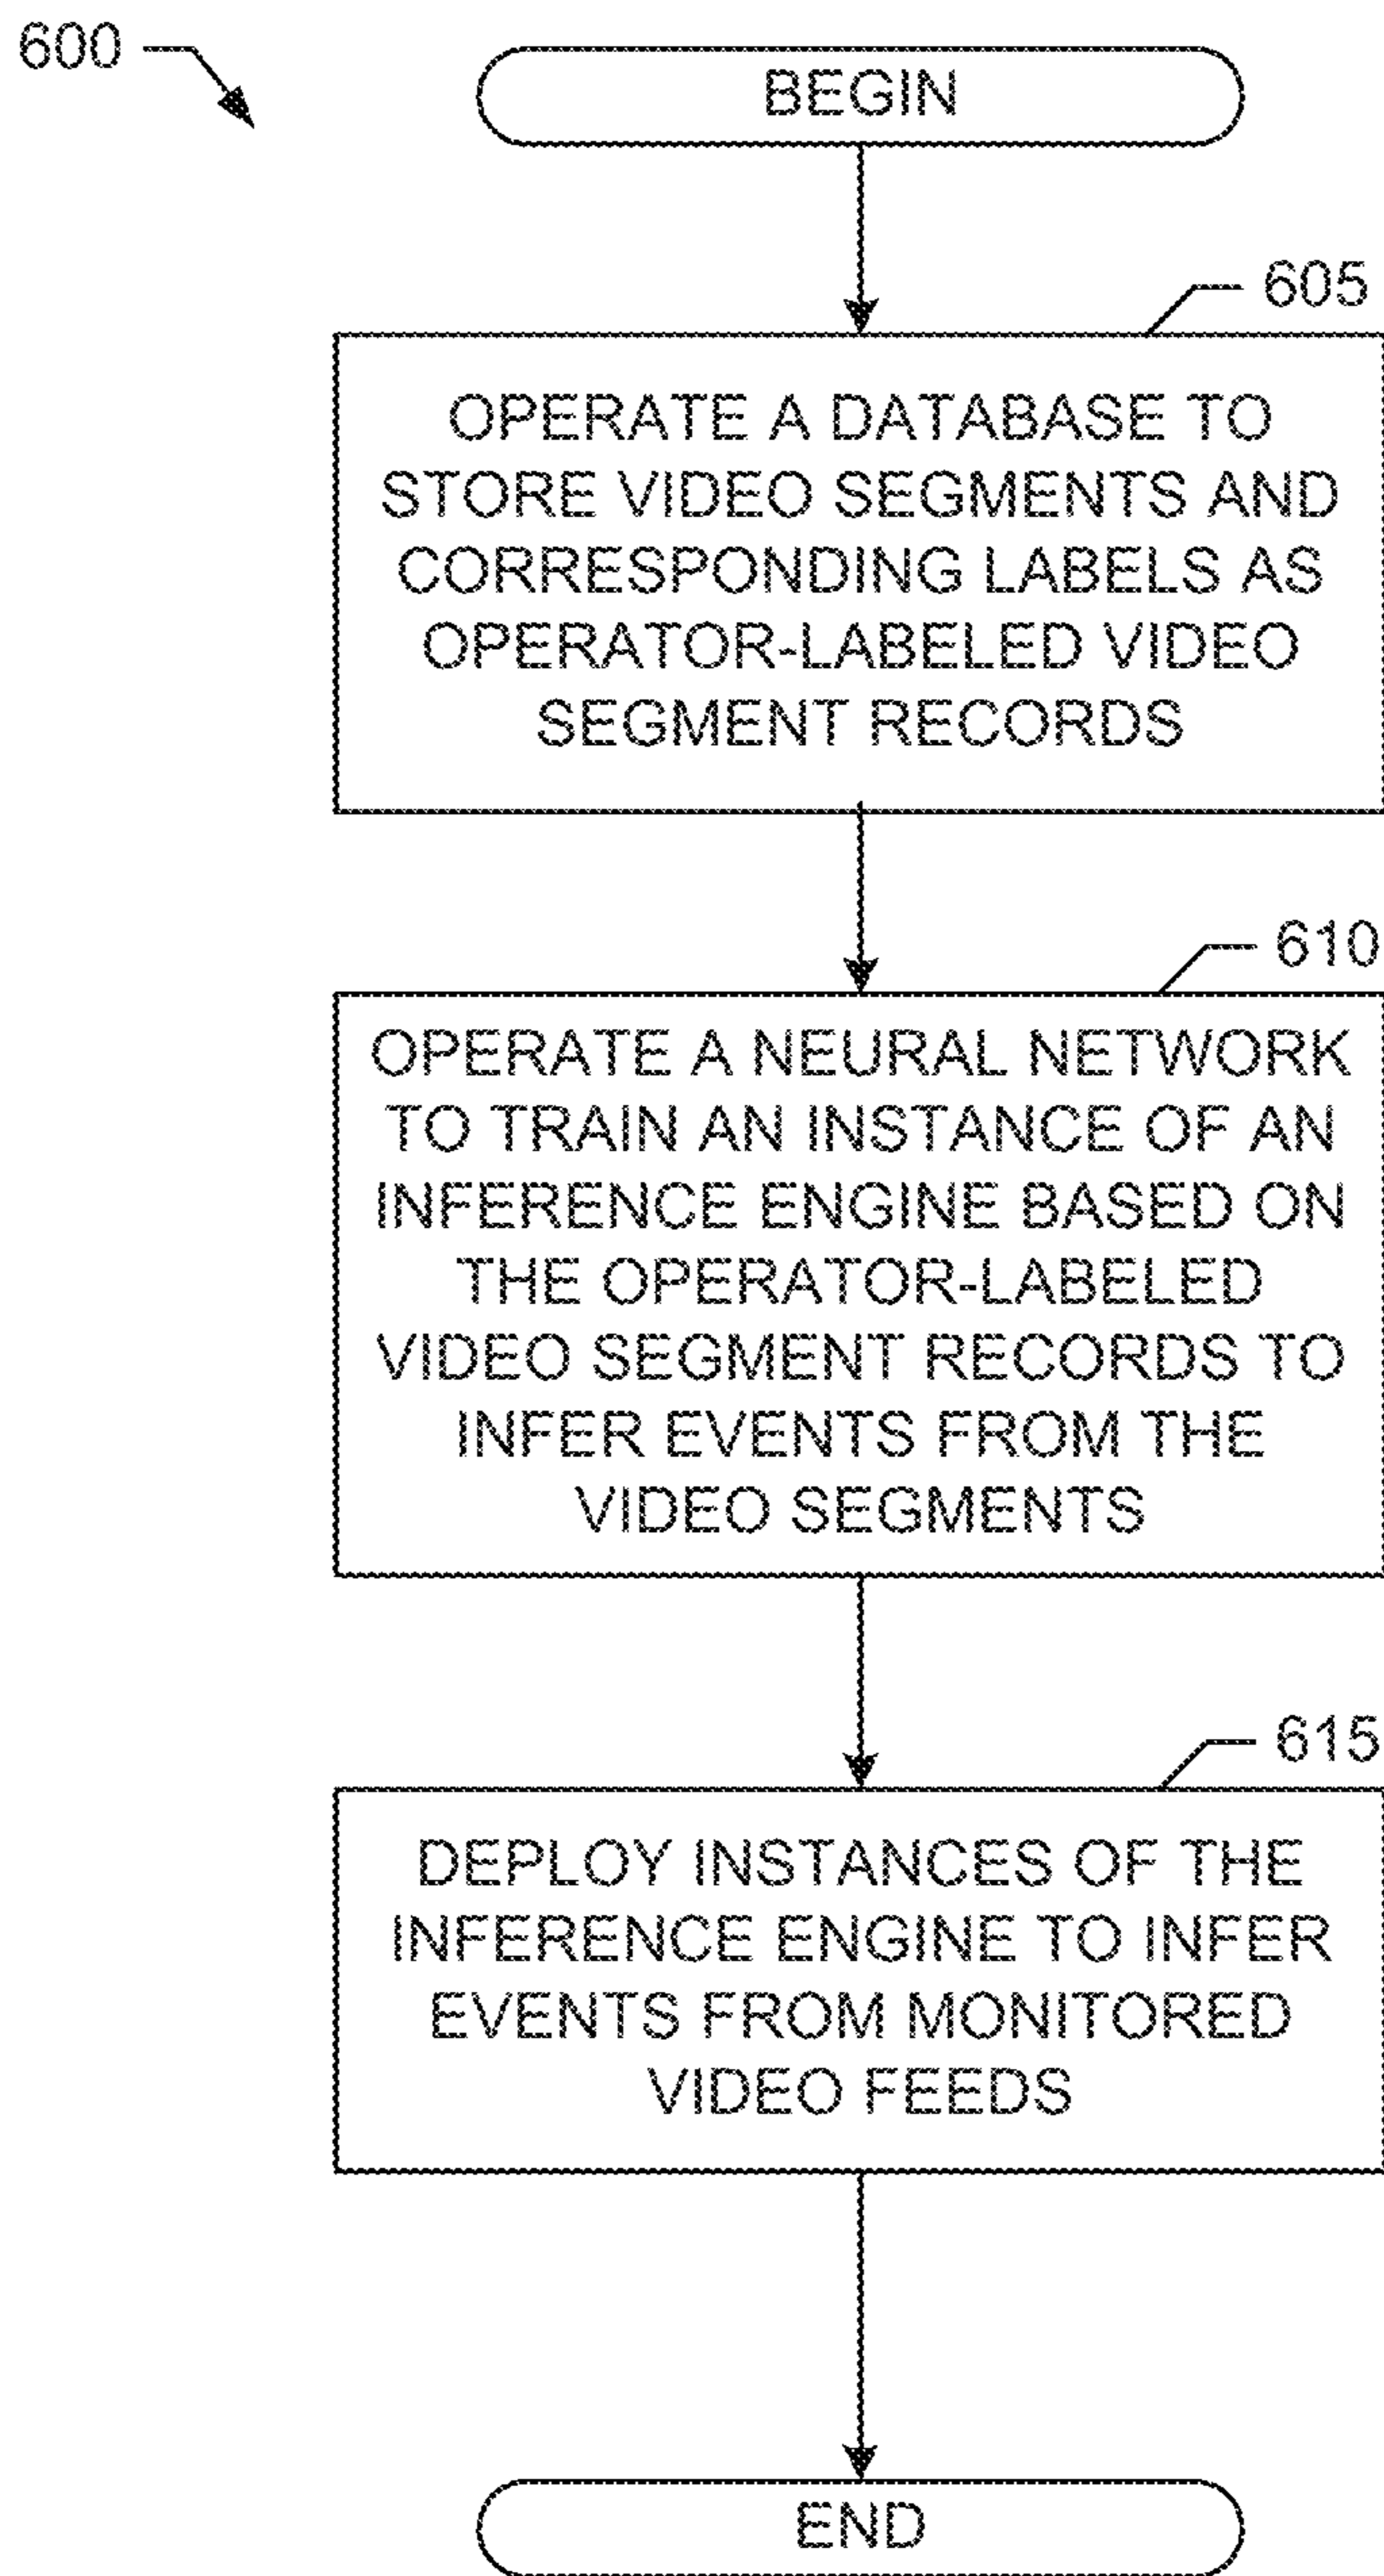 600
BEGIN
605
OPERATE A DATABASE TO
STORE VIDEO SEGMENTS AND
CORRESPONDING LABELS AS
OPERATOR-LABELED VIDEO
SEGMENT RECORDS
610
OPERATE A NEURAL NETWORK
TO TRAIN AN INSTANCE OF AN
INFERENCE ENGINE BASED ON
THE OPERATOR-LABELED
VIDEO SEGMENT RECORDS TO
INFER EVENTS FROM THE
VIDEO SEGMENTS
615
DEPLOY INSTANCES OF THE
INFERENCE ENGINE TO INFER
EVENTS FROM MONITORED
VIDEO FEEDS
END